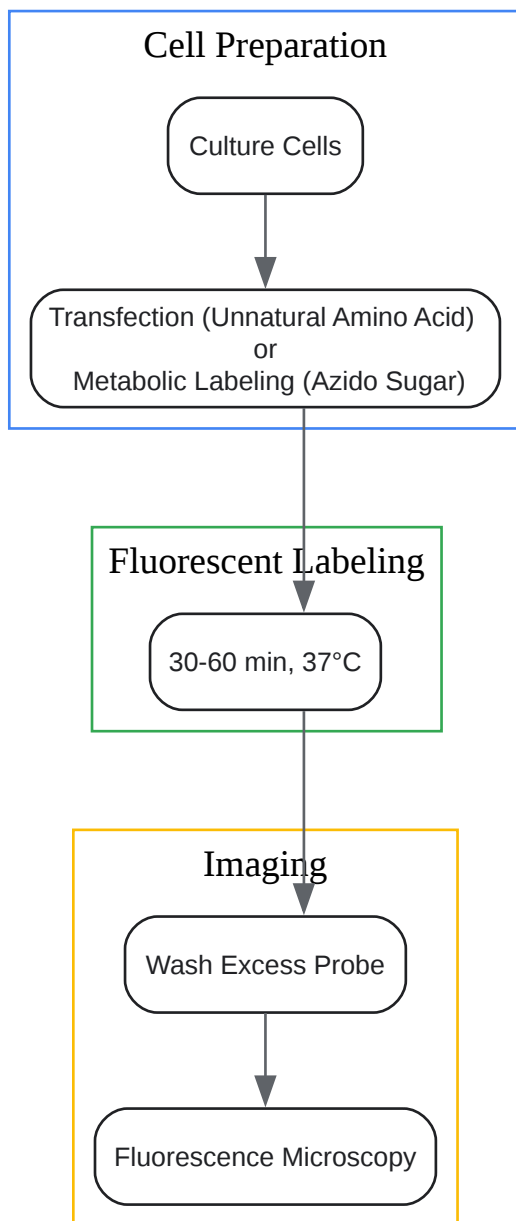 Cell Preparation
Culture Cells
Transfection (Unnatural Amino Acid)
or
Metabolic Labeling (Azido Sugar)
Fluorescent Labeling
30-60 min, 37°C
Imaging
Wash Excess Probe
Fluorescence Microscopy